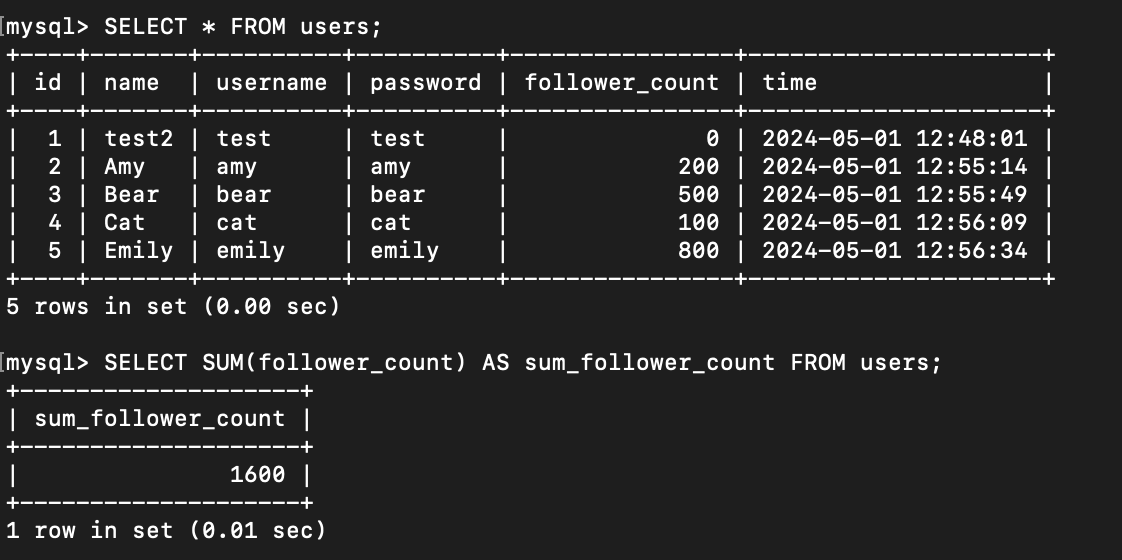 mysql> SELECT * FROM users;
+----+-------+----------+----------+----------------+---------------------+
| id | name  | username | password | follower_count | time                |
+----+-------+----------+----------+----------------+---------------------+
|  1 | test2 | test     | test     |              0 | 2024-05-01 12:48:01 |
|  2 | Amy   | amy      | amy      |            200 | 2024-05-01 12:55:14 |
|  3 | Bear  | bear     | bear     |            500 | 2024-05-01 12:55:49 |
|  4 | Cat   | cat      | cat      |            100 | 2024-05-01 12:56:09 |
|  5 | Emily | emily    | emily    |            800 | 2024-05-01 12:56:34 |
+----+-------+----------+----------+----------------+---------------------+
5 rows in set (0.00 sec)

mysql> SELECT SUM(follower_count) AS sum_follower_count FROM users;
+--------------------+
| sum_follower_count |
+--------------------+
|               1600 |
+--------------------+
1 row in set (0.01 sec)